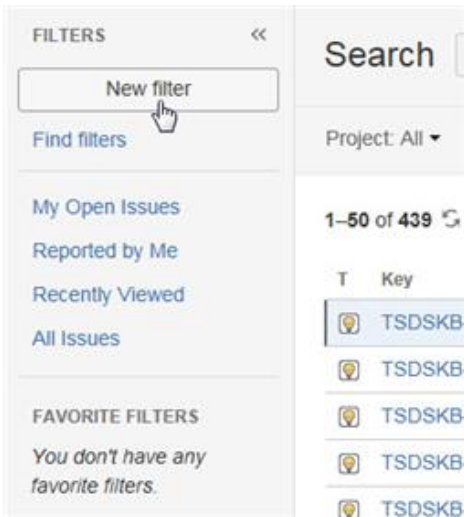 FILTERS «
New filter
Find filters
My Open Issues
Reported by Me
Recently Viewed
All Issues
FAVORITE FILTERS
You don't have any
favorite filters.
Search
Project: All
1–50 of 439
T Key
TSDSKB-
TSDSKB-
TSDSKB-
TSDSKB-
TSDSKB-